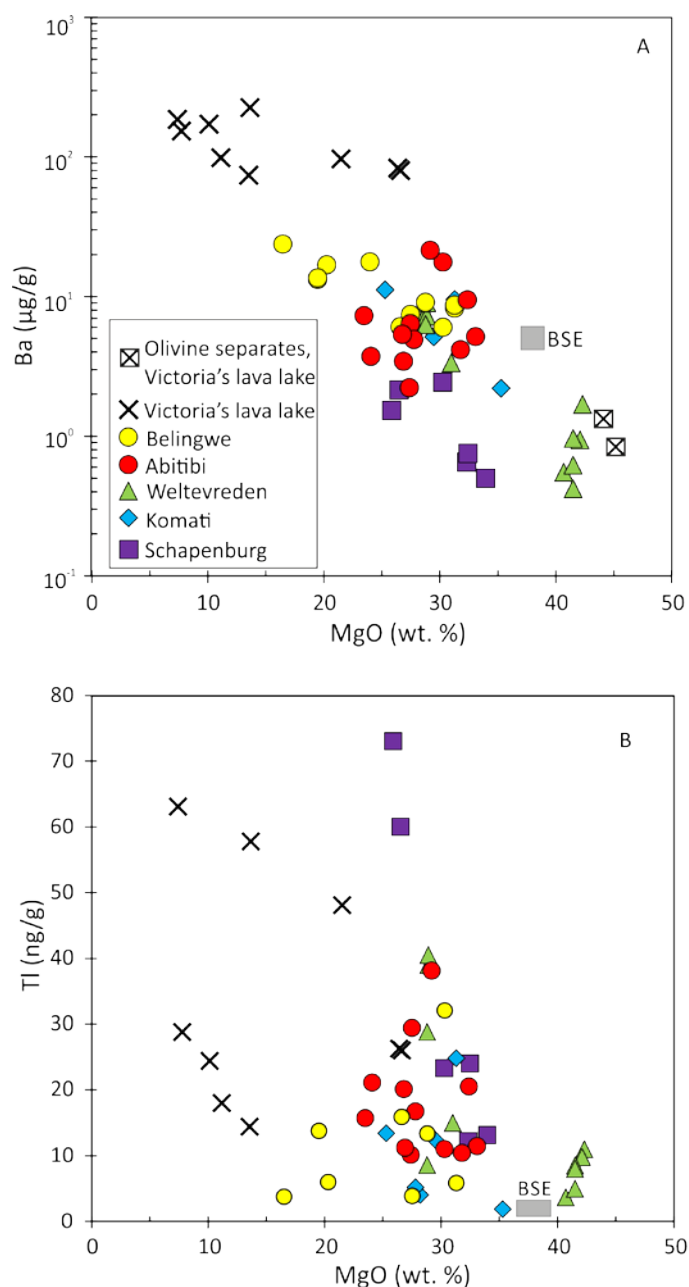 A
10³
10²
10¹
10⁰
10⁻¹
Ba (µg/g)
BSE
Olivine separates,
Victoria's lava lake
Victoria's lava lake
Belingwe
Abitibi
Weltevreden
Komati
Schapenburg
0 10 20 30 40 50
MgO (wt. %)
B
80
70
60
50
40
30
20
10
0
Tl (ng/g)
BSE
0 10 20 30 40 50
MgO (wt. %)